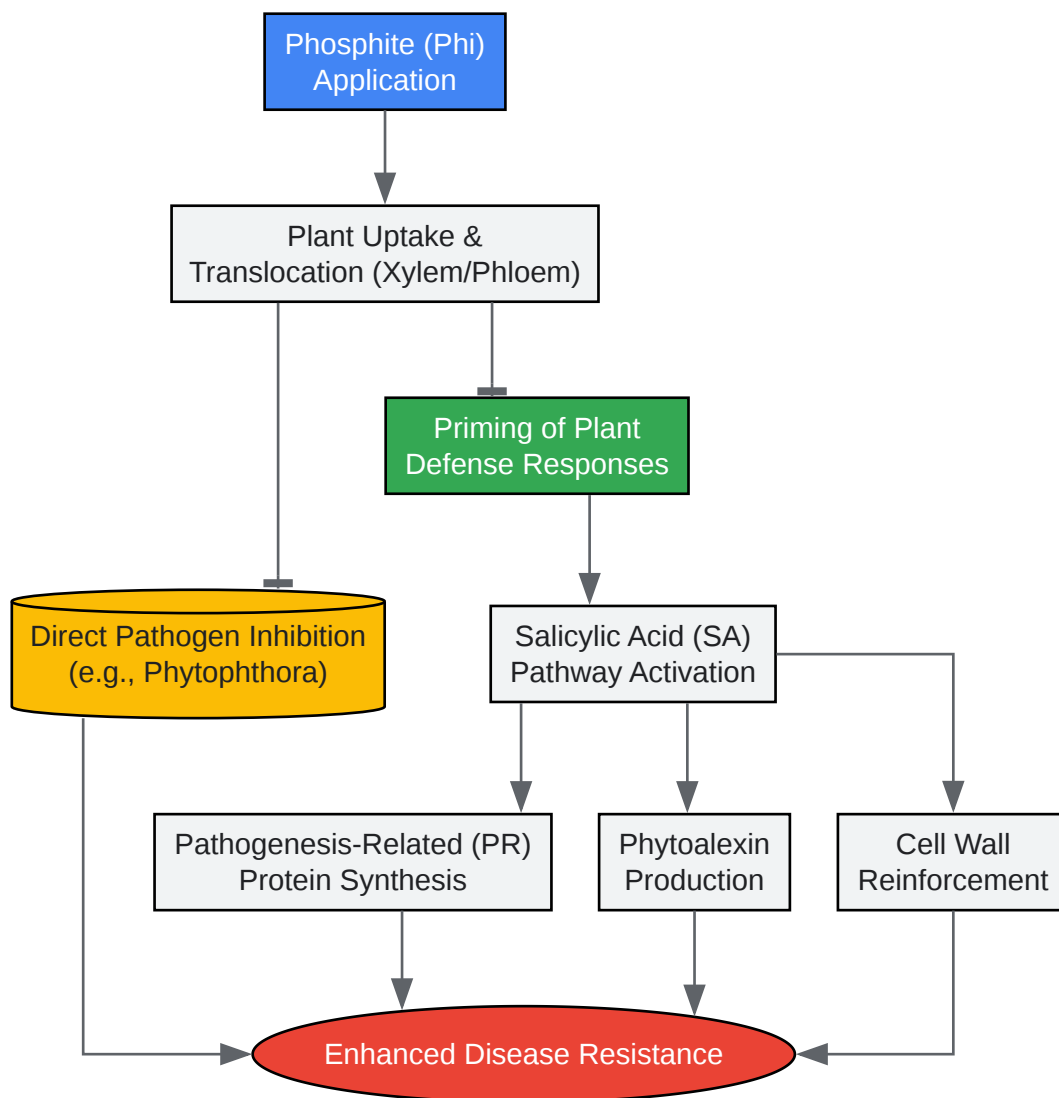 Phosphite (Phi)
Application
Plant Uptake &
Translocation (Xylem/Phloem)
Priming of Plant
Defense Responses
Direct Pathogen Inhibition
(e.g., Phytophthora)
Salicylic Acid (SA)
Pathway Activation
Pathogenesis-Related (PR)
Protein Synthesis
Phytoalexin
Production
Cell Wall
Reinforcement
Enhanced Disease Resistance